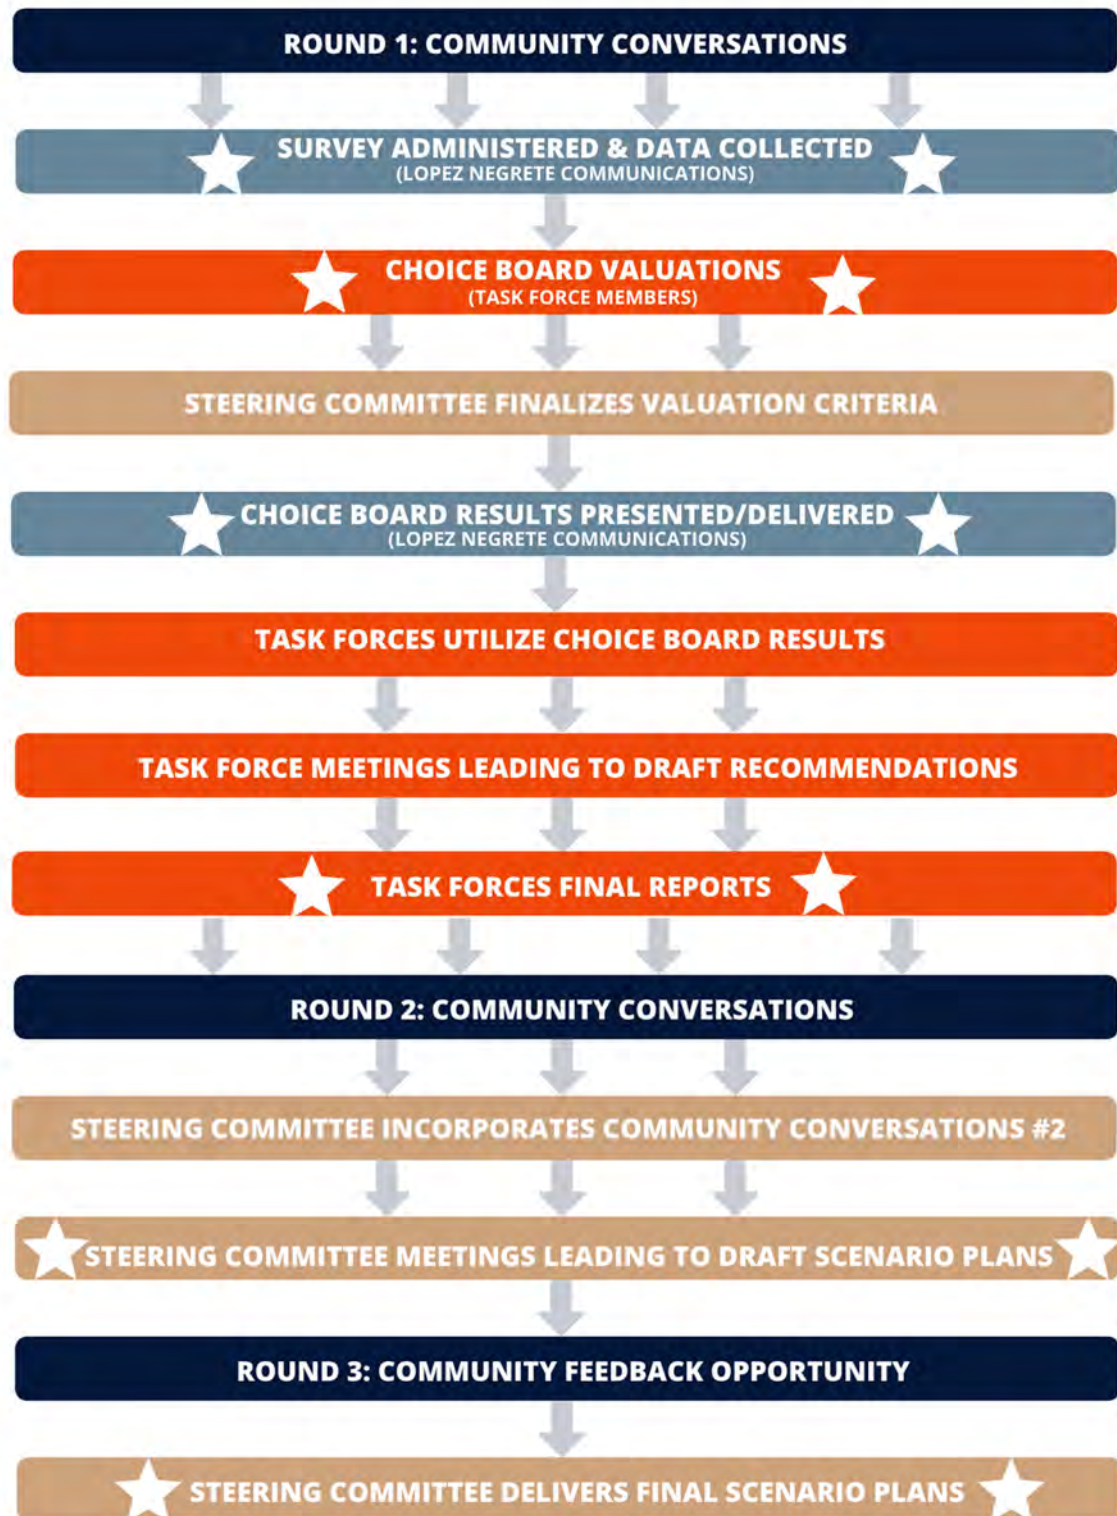 ROUND 1: COMMUNITY CONVERSATIONS
SURVEY ADMINISTERED & DATA COLLECTED
(LOPEZ NEGRETE COMMUNICATIONS)
CHOICE BOARD VALUATIONS
(TASK FORCE MEMBERS)
STEERING COMMITTEE FINALIZES VALUATION CRITERIA
CHOICE BOARD RESULTS PRESENTED/DELIVERED
(LOPEZ NEGRETE COMMUNICATIONS)
TASK FORCES UTILIZE CHOICE BOARD RESULTS
TASK FORCE MEETINGS LEADING TO DRAFT RECOMMENDATIONS
TASK FORCES FINAL REPORTS
ROUND 2: COMMUNITY CONVERSATIONS
STEERING COMMITTEE INCORPORATES COMMUNITY CONVERSATIONS #2
STEERING COMMITTEE MEETINGS LEADING TO DRAFT SCENARIO PLANS
ROUND 3: COMMUNITY FEEDBACK OPPORTUNITY
STEERING COMMITTEE DELIVERS FINAL SCENARIO PLANS